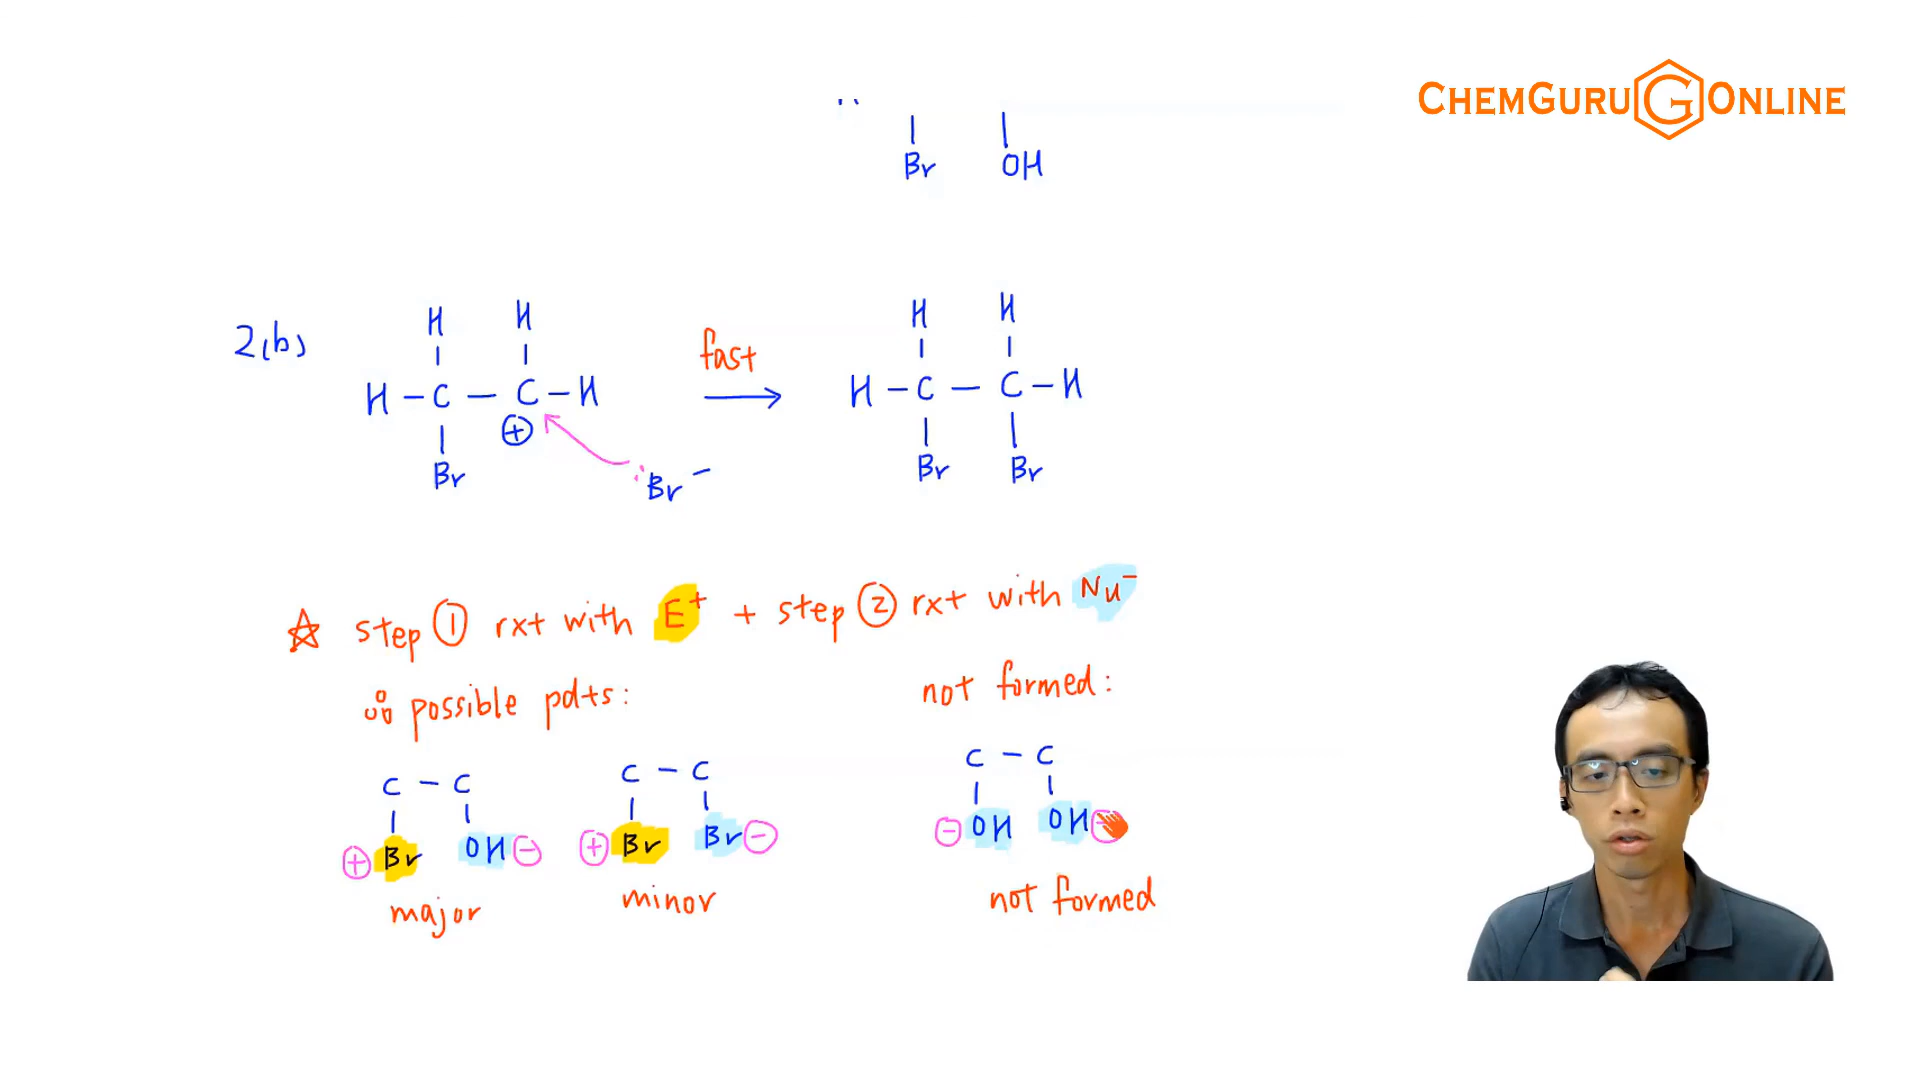 CHEMGURU G ONLINE
Br OH
2(b)
H H
H – C – C – H
⊕
Br
:Br –
fast
H H
H – C – C – H
Br Br
☆ step ① rxt with E+ + step ② rxt with Nu–
∴ possible pdts:
not formed:
C – C
⊕ Br OH ⊖
major
C – C
⊕ Br Br ⊖
minor
C – C
⊖ OH OH ⊖
not formed